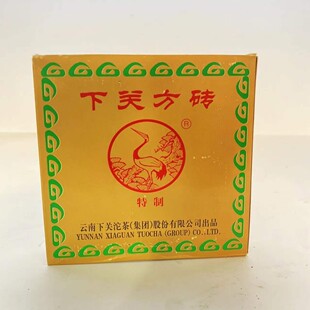 下关方砖
®
特制
云南下关沱茶(集团)股份有限公司出品
YUNNAN XIAGUAN TUOCHA (GROUP) CO.,LTD.